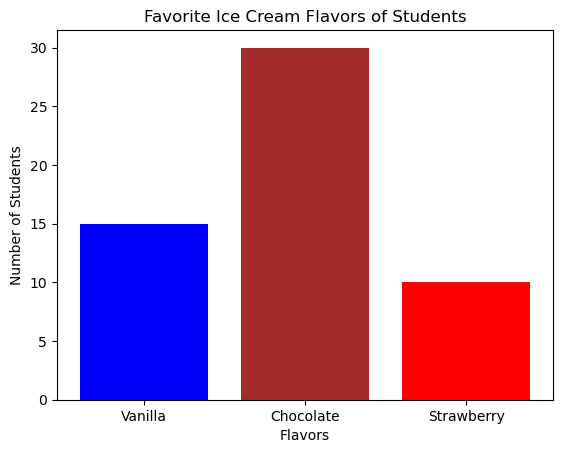 Favorite Ice Cream Flavors of Students
Number of Students
30
25
20
15
10
5
0
Vanilla Chocolate Strawberry
Flavors